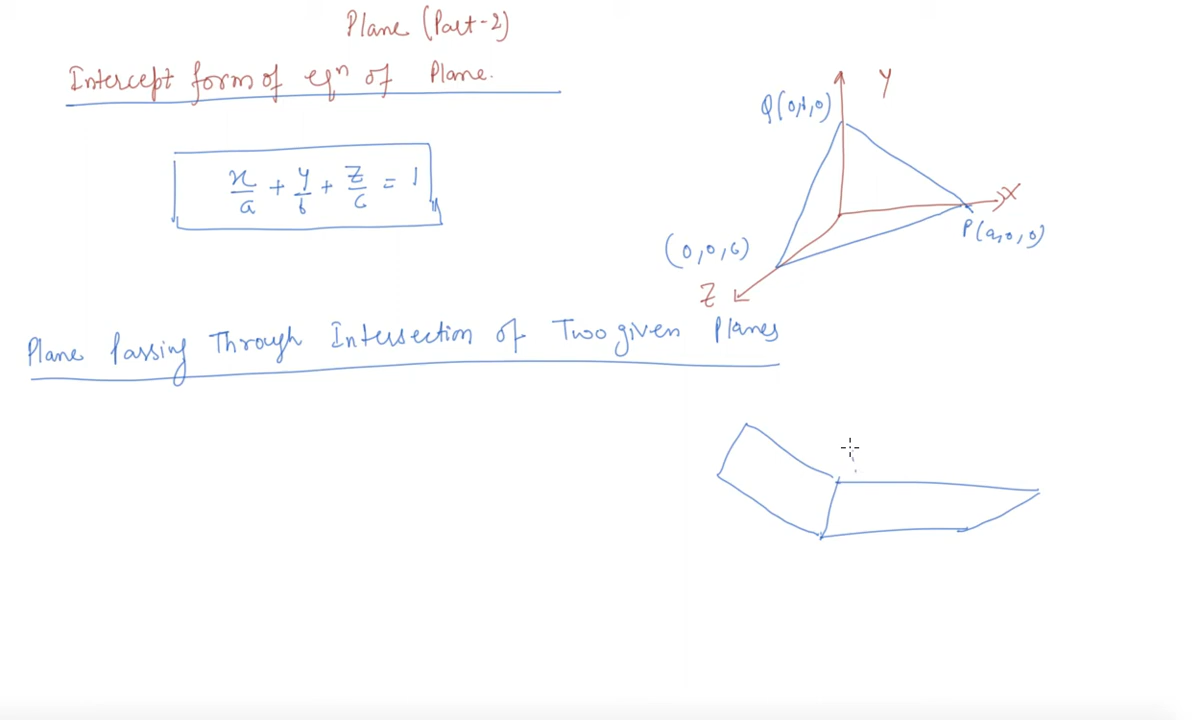 Plane (Part-2)
Intercept form of eqn of Plane.
x/a + y/b + z/c = 1
Y
Q(0,b,0)
X
P(a,0,0)
(0,0,c)
Z
Plane Passing Through Intersection of Two given Planes